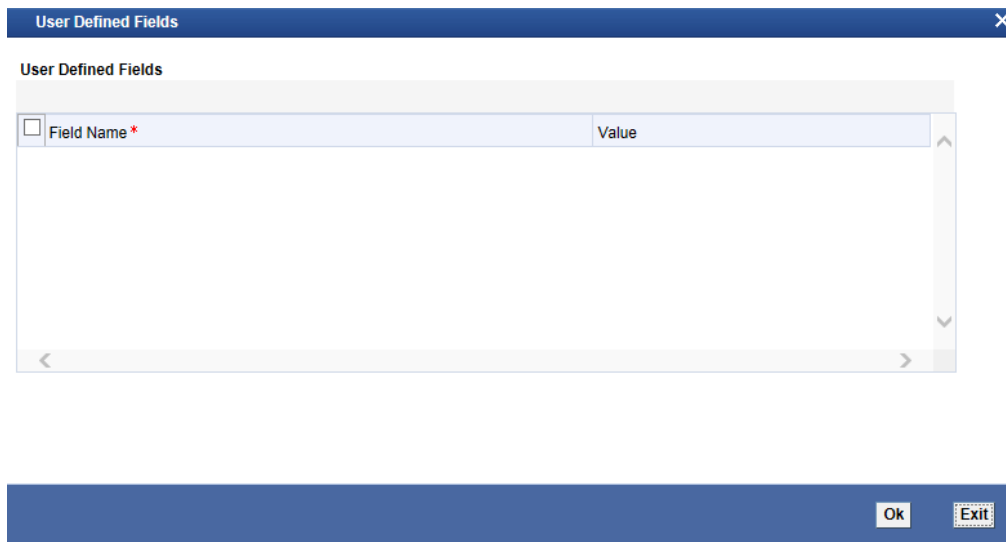 User Defined Fields
User Defined Fields
Field Name * Value
Ok Exit